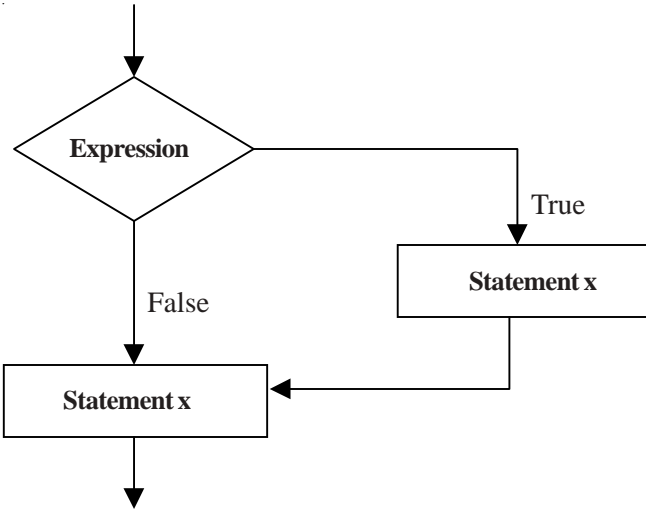 Expression
True
Statement x
False
Statement x